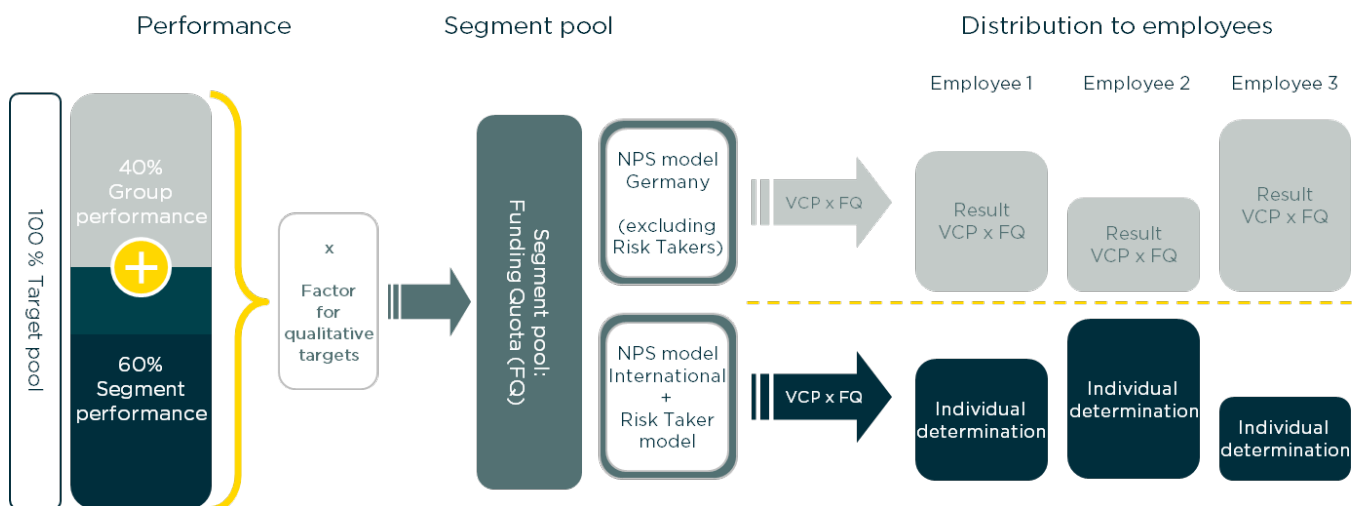 Performance
Segment pool
Distribution to employees
Employee 1
Employee 2
Employee 3
100 % Target pool
40%
Group
performance
+
60%
Segment
performance
x
Factor
for
qualitative
targets
Segment pool:
Funding Quota (FQ)
NPS model
Germany
(excluding
Risk Takers)
VCP x FQ
Result
VCP x FQ
Result
VCP x FQ
Result
VCP x FQ
NPS model
International
+
Risk Taker
model
VCP x FQ
Individual
determination
Individual
determination
Individual
determination